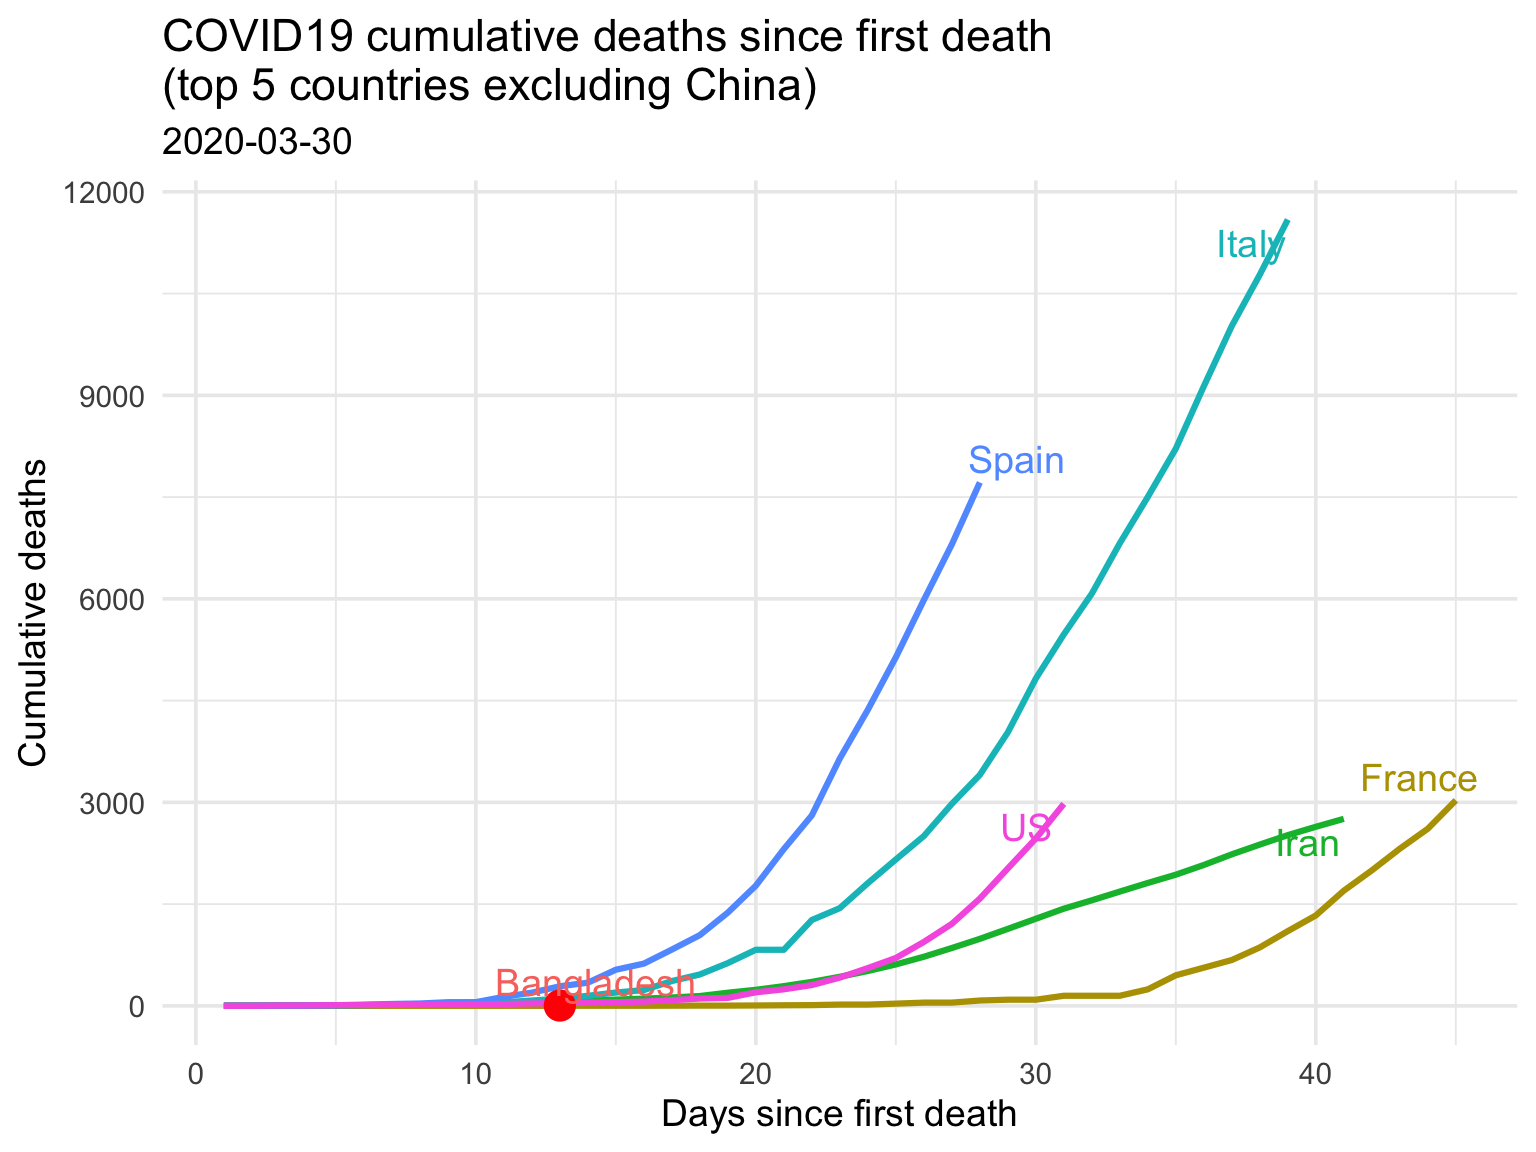 COVID19 cumulative deaths since first death
(top 5 countries excluding China)
2020-03-30
12000
9000
6000
3000
0
Cumulative deaths
Italy
Spain
France
US
Iran
Bangladesh
0 10 20 30 40
Days since first death